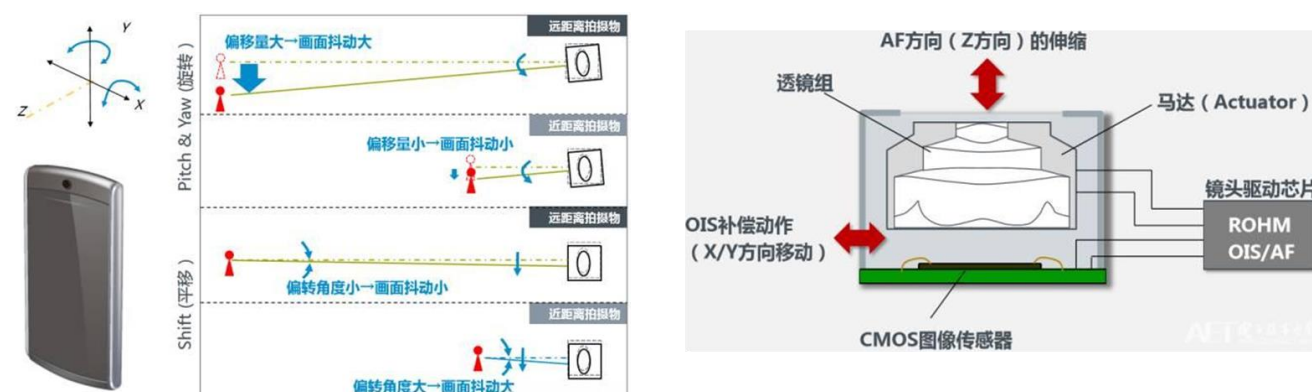 Y
X
Z
Pitch & Yaw (旋转)
远距离拍摄物
偏移量大→画面抖动大
近距离拍摄物
偏移量小→画面抖动小
Shift (平移)
远距离拍摄物
偏转角度小→画面抖动小
近距离拍摄物
偏转角度大→画面抖动大
AF方向（Z方向）的伸缩
透镜组
马达（Actuator）
镜头驱动芯片
ROHM
OIS/AF
OIS补偿动作
（X/Y方向移动）
CMOS图像传感器